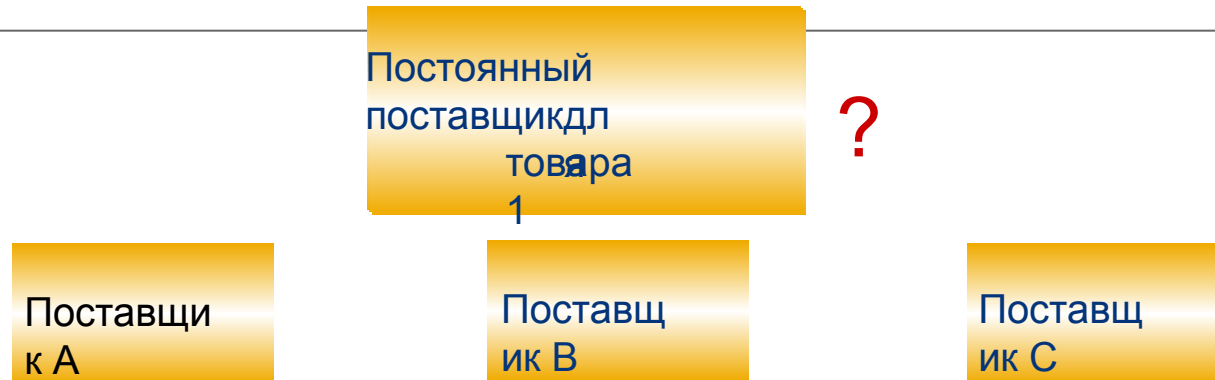 Постоянный
поставщикдл
я
товара
1
?
Поставщи
к A
Поставщ
ик B
Поставщ
ик C